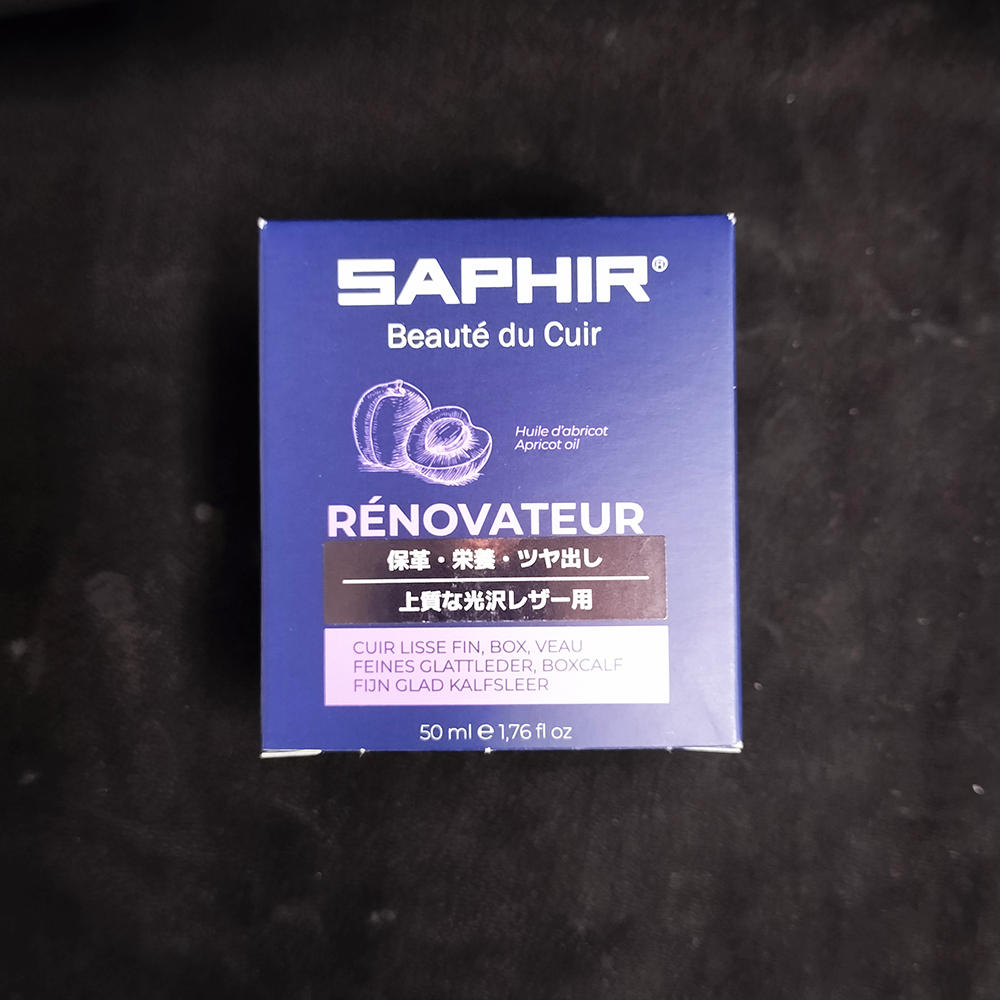 SAPHIR®
Beauté du Cuir
Huile d'abricot
Apricot oil
RÉNOVATEUR
保革・栄養・ツヤ出し
上質な光沢レザー用
CUIR LISSE FIN, BOX, VEAU
FEINES GLATTLEDER, BOXCALF
FIJN GLAD KALFSLEER
50 ml e 1,76 fl oz